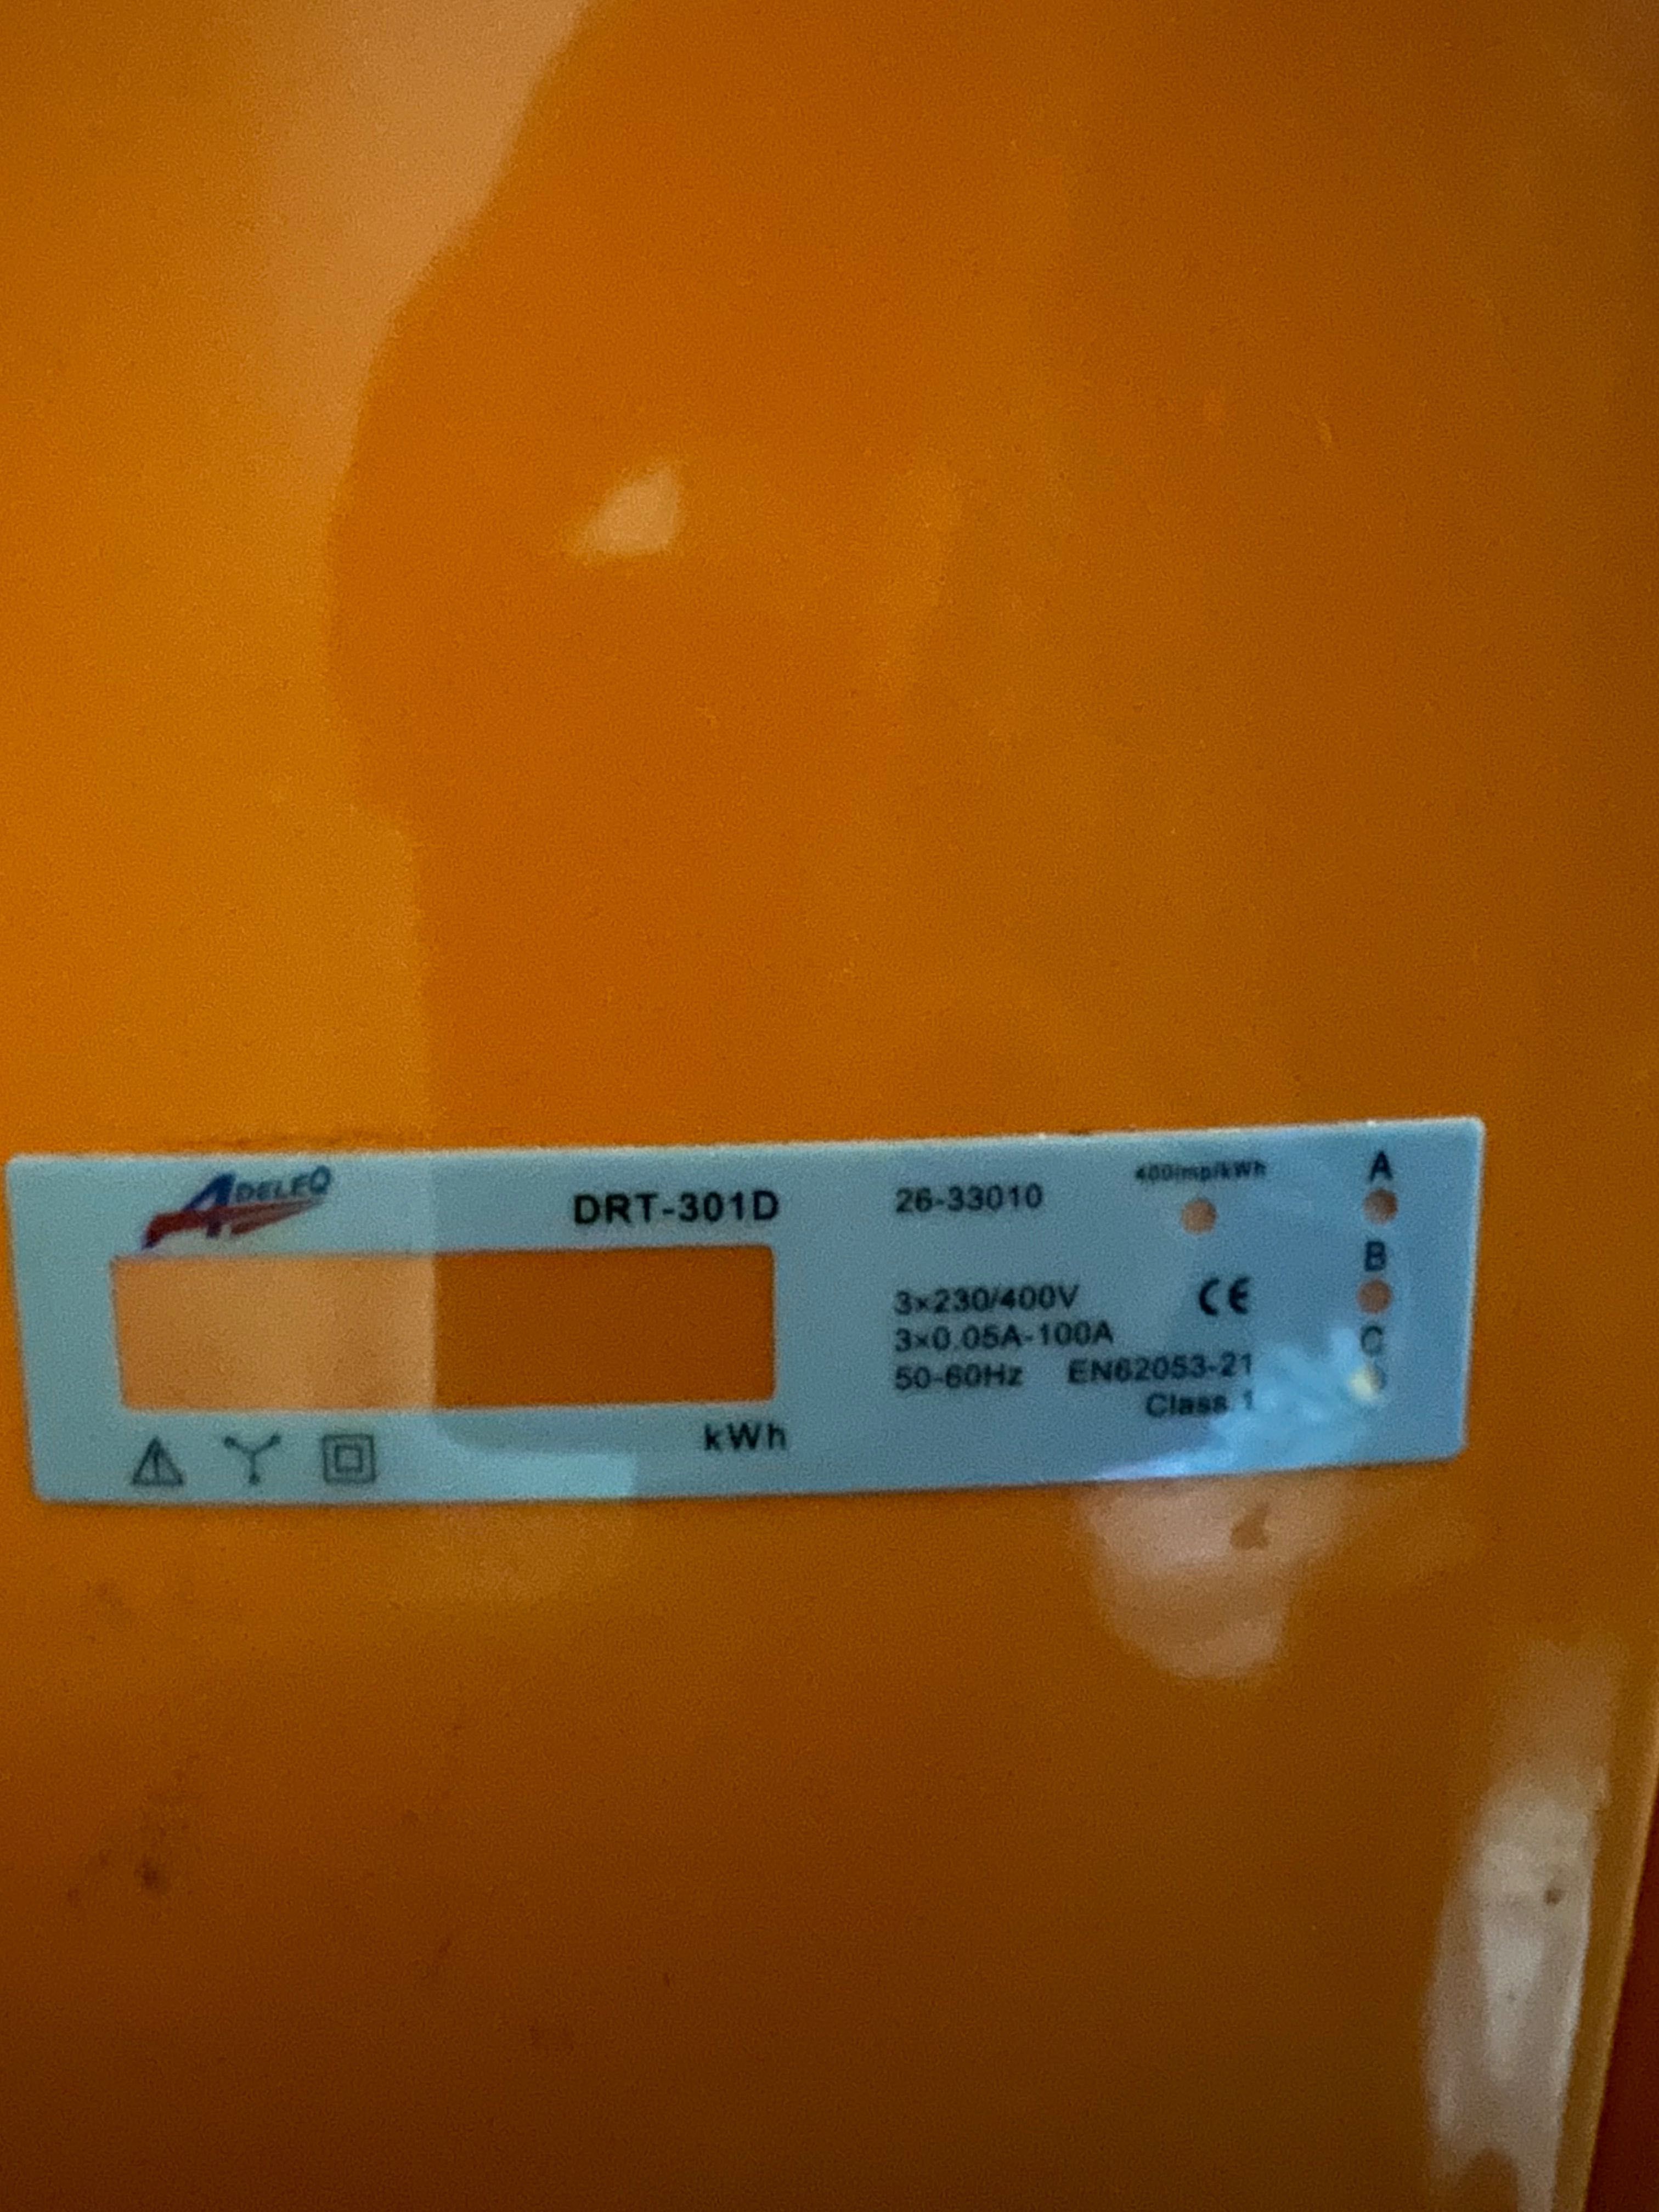 ADELEQ
DRT-301D
26-33010
400imp/kWh
A
B
C
3×230/400V
CE
3×0.05A-100A
50-60Hz EN62053-21
Class 1
kWh